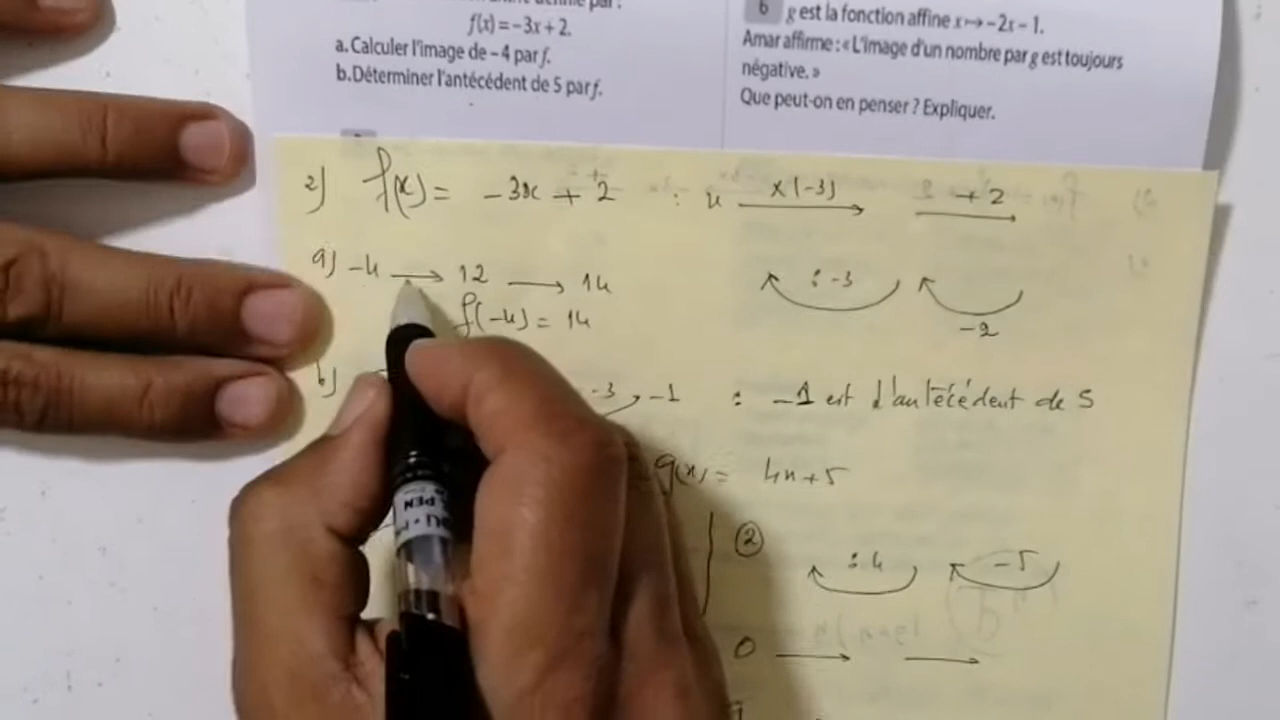 par :
f(x) = −3x + 2.
a. Calculer l'image de −4 par f.
b. Déterminer l'antécédent de 5 par f.
6 g est la fonction affine x ↦ −2x − 1.
Amar affirme : « L'image d'un nombre par g est toujours
négative. »
Que peut-on en penser ? Expliquer.
2) f(x) = -3x + 2 : x ×(-3) → +2 →
a) -4 → 12 → 14
: -3 -2
f(-4) = 14
b) -3 -1 : -1 est l'antécédent de 5
g(x) = 4x + 5
②
: 4 -5
0 → →
PEN